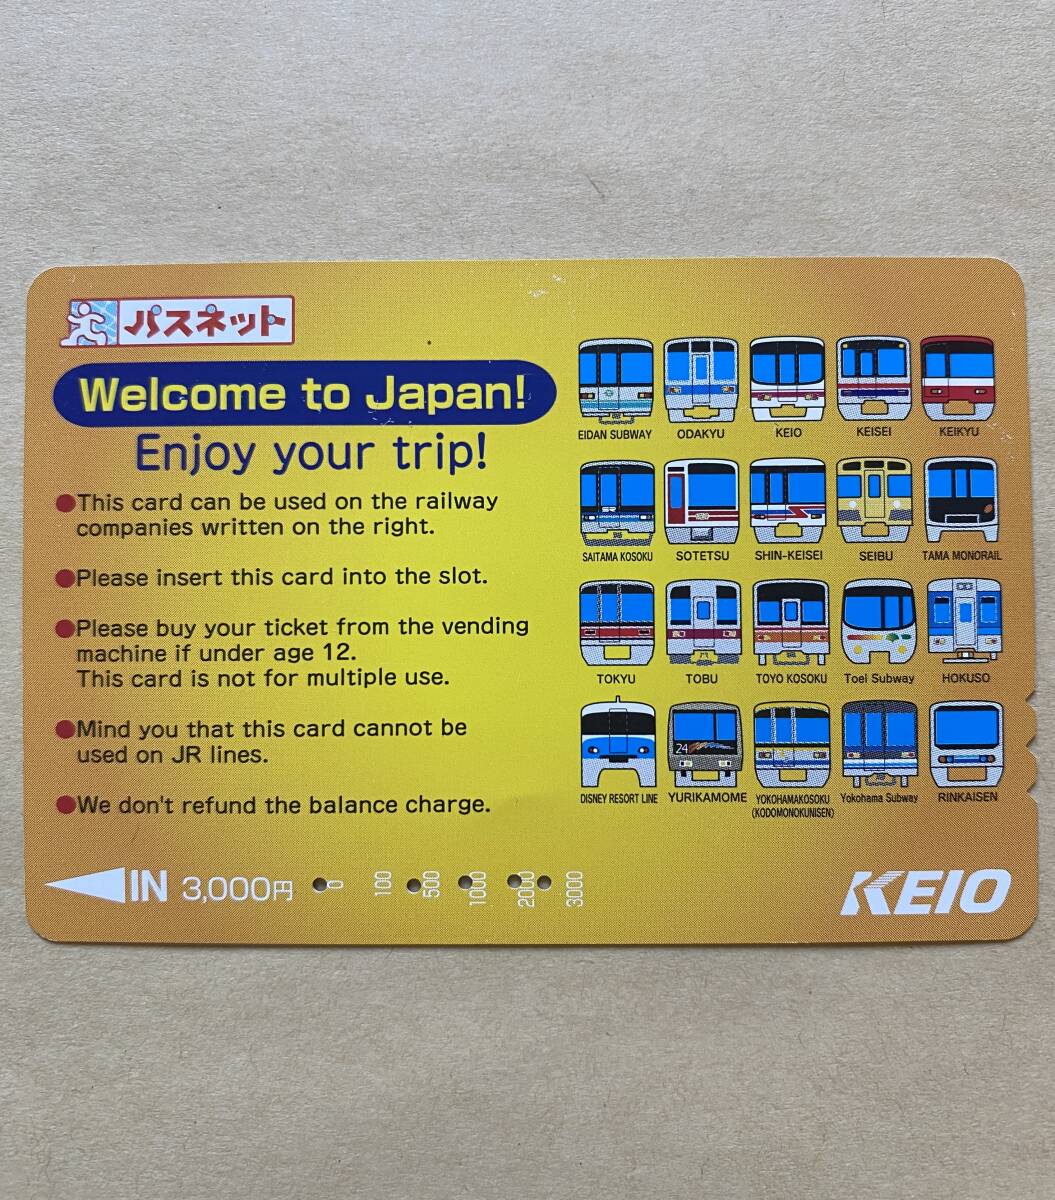 パスネット
Welcome to Japan!
Enjoy your trip!
●This card can be used on the railway
companies written on the right.
●Please insert this card into the slot.
●Please buy your ticket from the vending
machine if under age 12.
This card is not for multiple use.
●Mind you that this card cannot be
used on JR lines.
●We don't refund the balance charge.
EIDAN SUBWAY ODAKYU KEIO KEISEI KEIKYU
SR
SAITAMA KOSOKU SOTETSU SHIN-KEISEI SEIBU TAMA MONORAIL
TOKYU TOBU TOYO KOSOKU Toei Subway HOKUSO
24
DISNEY RESORT LINE YURIKAMOME YOKOHAMAKOSOKU Yokohama Subway RINKAISEN
(KODOMONOKUNISEN)
IN 3,000円 0 100 500 1000 2000 3000
KEIO